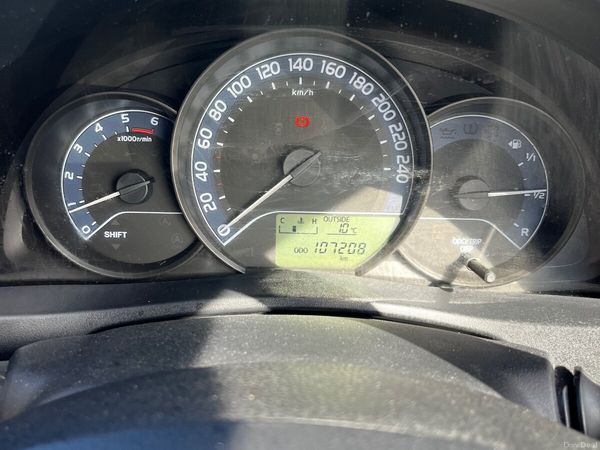 0
1
2
3
4
5
6
x1000r/min
SHIFT
A
0
20
40
60
80
100
120
140
160
180
200
220
240
km/h
C H OUTSIDE
10°C
ODO 107208
km
1/1
1/2
R
ODO/TRIP
DISP
DoneDeal